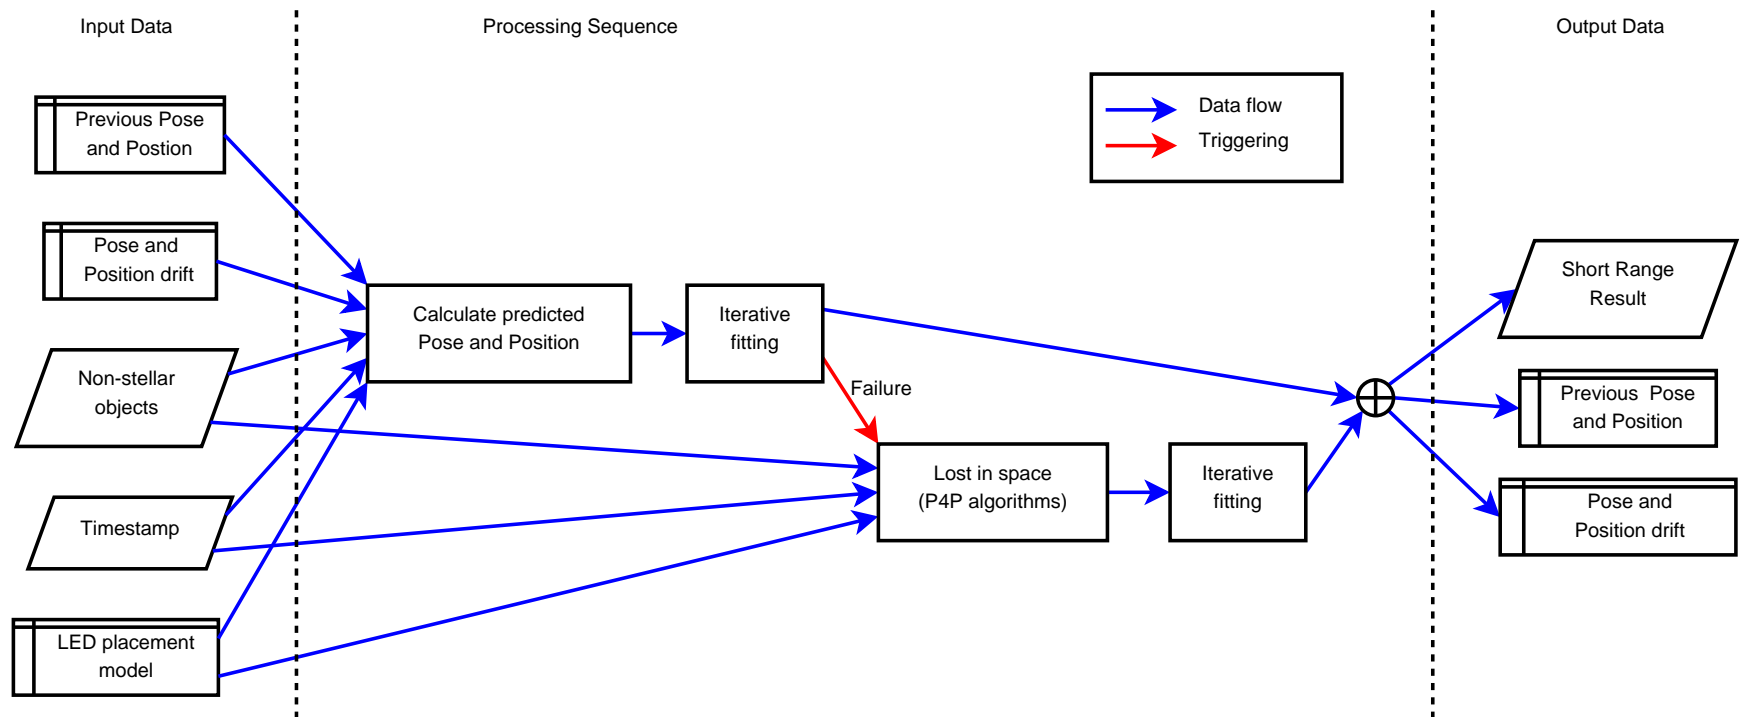 Input Data
Processing Sequence
Output Data
Previous Pose
and Postion
Pose and
Position drift
Non-stellar
objects
Timestamp
LED placement
model
Calculate predicted
Pose and Position
Iterative
fitting
Failure
Lost in space
(P4P algorithms)
Iterative
fitting
Data flow
Triggering
Short Range
Result
Previous  Pose
and Position
Pose and
Position drift